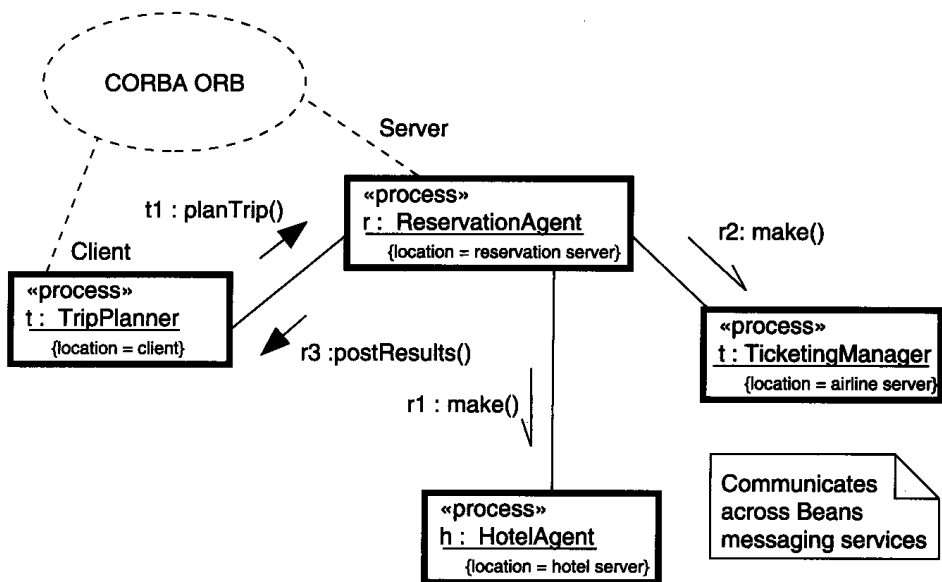 CORBA ORB
Server
«process»
r : ReservationAgent
{location = reservation server}
t1 : planTrip()
r2: make()
Client
«process»
t : TripPlanner
{location = client}
r3 :postResults()
«process»
t : TicketingManager
{location = airline server}
r1 : make()
Communicates
across Beans
messaging services
«process»
h : HotelAgent
{location = hotel server}